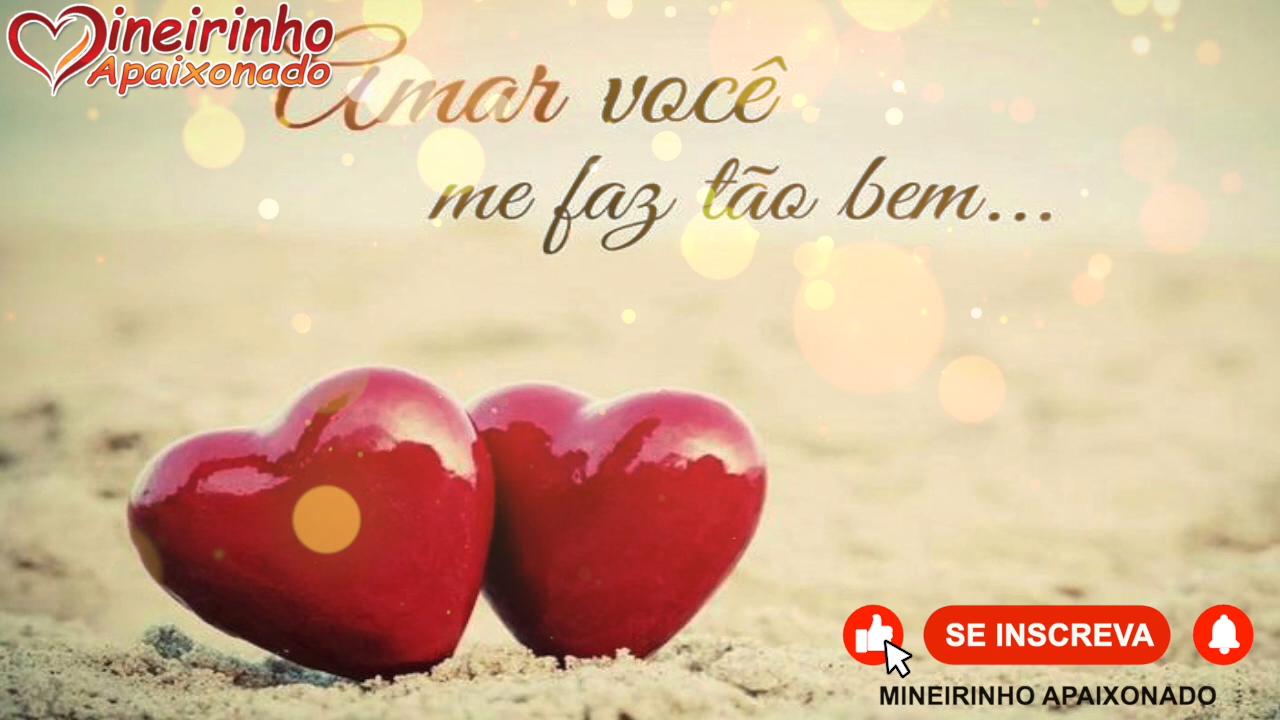 Mineirinho
Apaixonado
Amar você
me faz tão bem...
SE INSCREVA
MINEIRINHO APAIXONADO